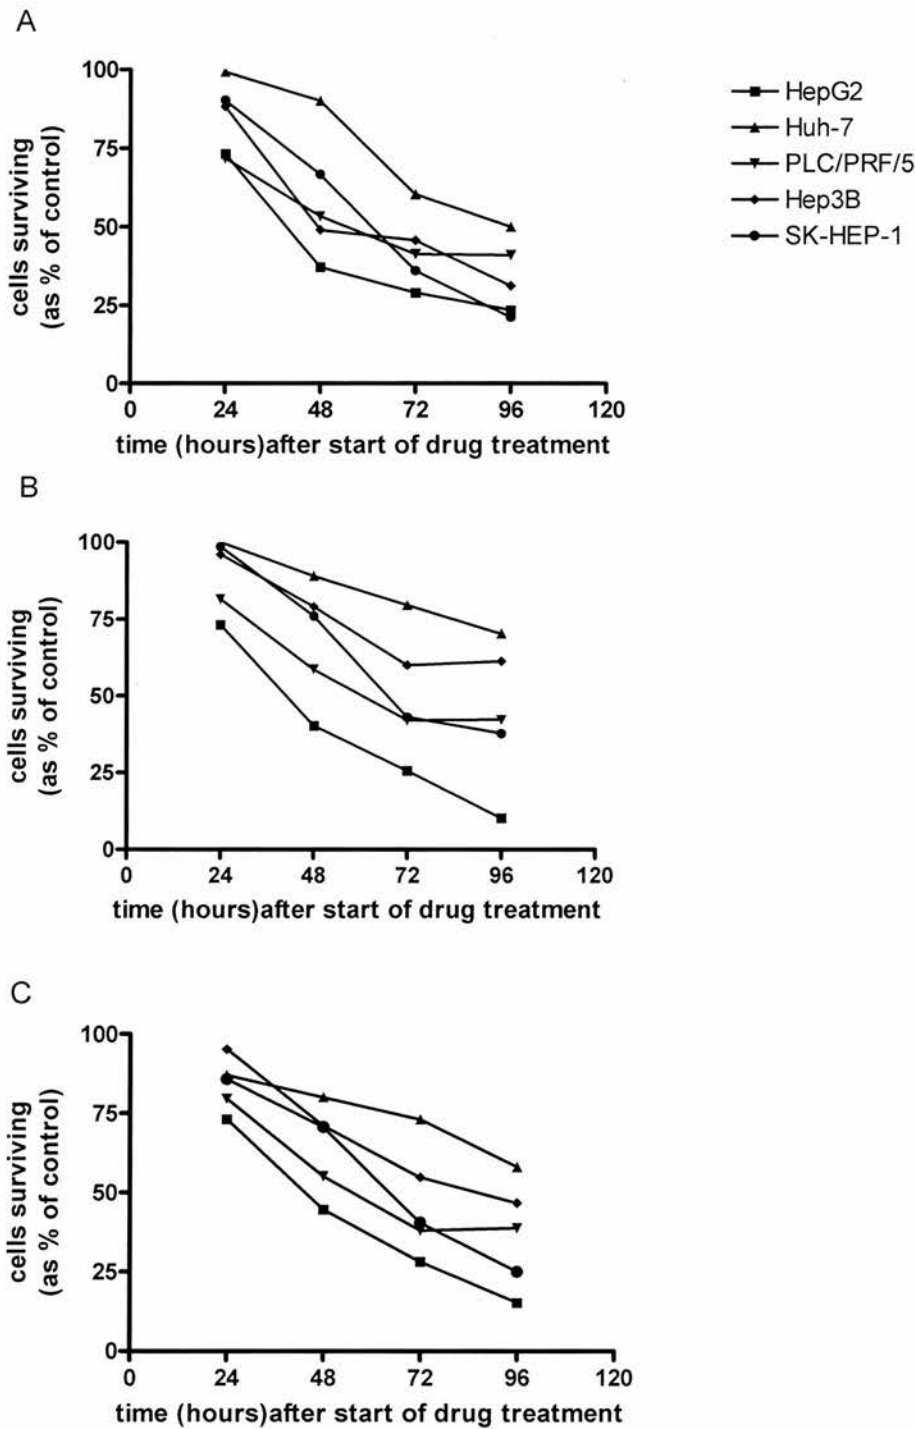 A
100
75
50
25
0
cells surviving
(as % of control)
0 24 48 72 96 120
time (hours)after start of drug treatment
HepG2
Huh-7
PLC/PRF/5
Hep3B
SK-HEP-1
B
100
75
50
25
0
cells surviving
(as % of control)
0 24 48 72 96 120
time (hours)after start of drug treatment
C
100
75
50
25
0
cells surviving
(as % of control)
0 24 48 72 96 120
time (hours)after start of drug treatment